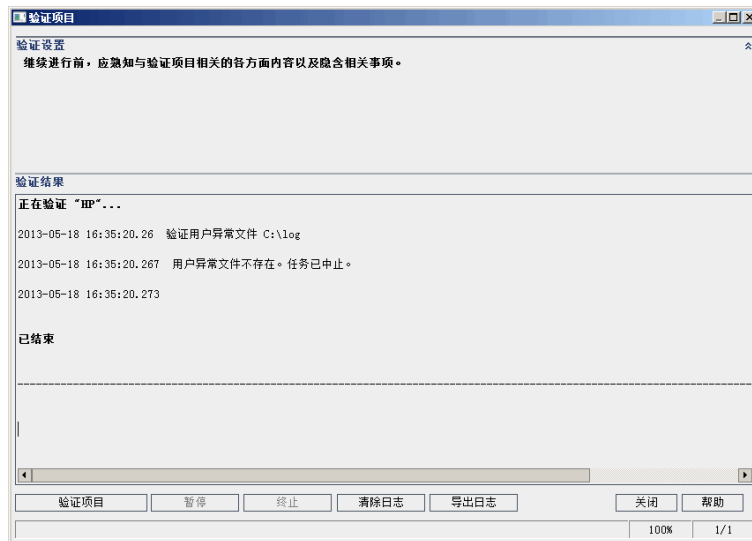 验证项目
验证设置
继续进行前，应熟知与验证项目相关的各方面内容以及隐含相关事项。
验证结果
正在验证 “HP“...
2013-05-18 16:35:20.26 验证用户异常文件 C:\log
2013-05-18 16:35:20.267 用户异常文件不存在。任务已中止。
2013-05-18 16:35:20.273
已结束
验证项目 暂停 终止 清除日志 导出日志 关闭 帮助
100% 1/1